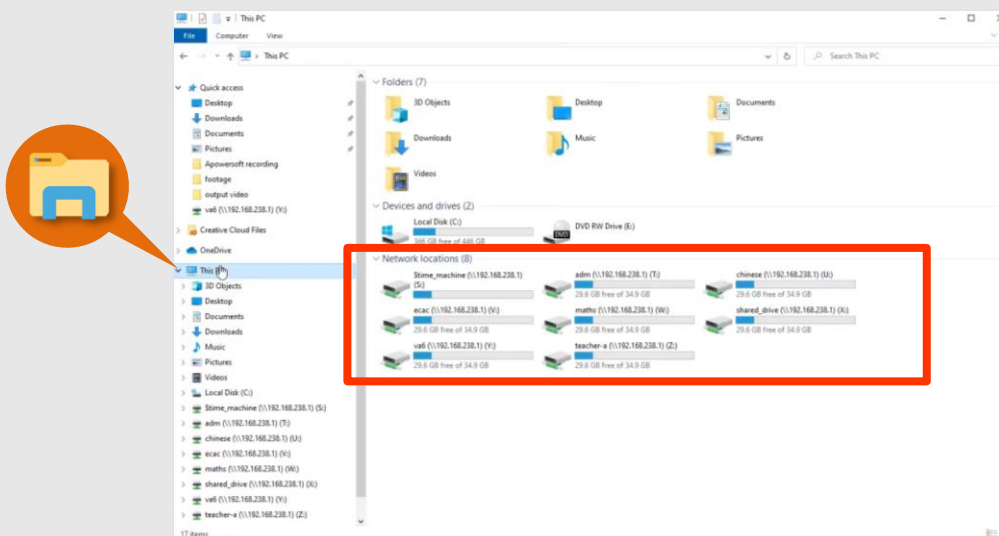 This PC
File Computer View
This PC
Search This PC
Quick access
Desktop
Downloads
Documents
Pictures
Apowersoft recording
footage
output video
va6 (\\192.168.238.1) (Y:)
Creative Cloud Files
OneDrive
This PC
3D Objects
Desktop
Documents
Downloads
Music
Pictures
Videos
Local Disk (C:)
$time_machine (\\192.168.238.1) (S:)
adm (\\192.168.238.1) (T:)
chinese (\\192.168.238.1) (U:)
ecac (\\192.168.238.1) (V:)
maths (\\192.168.238.1) (W:)
shared_drive (\\192.168.238.1) (X:)
va6 (\\192.168.238.1) (Y:)
teacher-a (\\192.168.238.1) (Z:)
17 items
Folders (7)
3D Objects
Desktop
Documents
Downloads
Music
Pictures
Videos
Devices and drives (2)
Local Disk (C:)
366 GB free of 446 GB
DVD RW Drive (E:)
DVD
Network locations (8)
$time_machine (\\192.168.238.1)
(S:)
adm (\\192.168.238.1) (T:)
29.6 GB free of 34.9 GB
chinese (\\192.168.238.1) (U:)
29.6 GB free of 34.9 GB
ecac (\\192.168.238.1) (V:)
29.6 GB free of 34.9 GB
maths (\\192.168.238.1) (W:)
29.6 GB free of 34.9 GB
shared_drive (\\192.168.238.1) (X:)
29.6 GB free of 34.9 GB
va6 (\\192.168.238.1) (Y:)
29.6 GB free of 34.9 GB
teacher-a (\\192.168.238.1) (Z:)
29.6 GB free of 34.9 GB